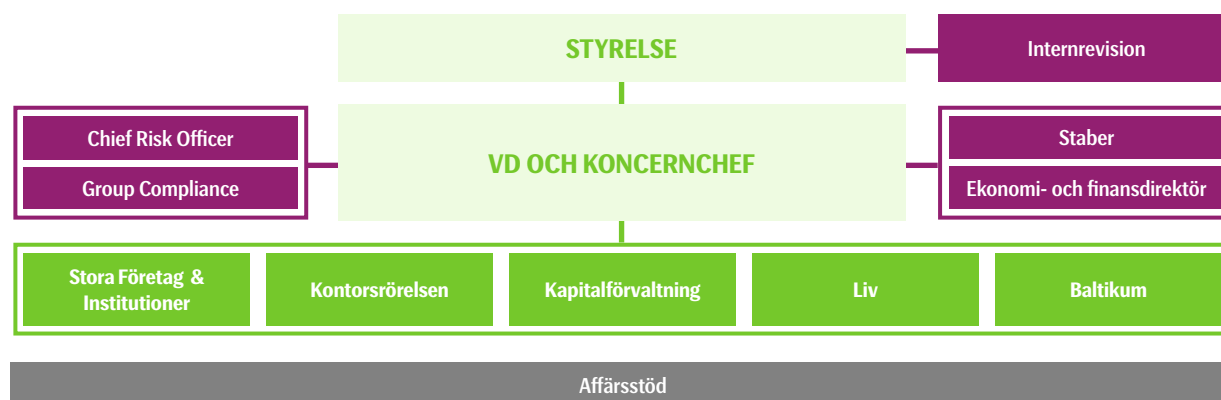 STYRELSE
Internrevision
Chief Risk Officer
Group Compliance
VD OCH KONCERNCHEF
Staber
Ekonomi- och finansdirektör
Stora Företag &
Institutioner
Kontorsrörelsen
Kapitalförvaltning
Liv
Baltikum
Affärsstöd